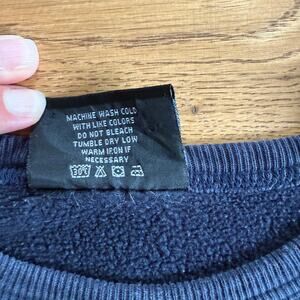 MACHINE WASH COLD
WITH LIKE COLORS
DO NOT BLEACH
TUMBLE DRY LOW
WARM IRON IF
NECESSARY